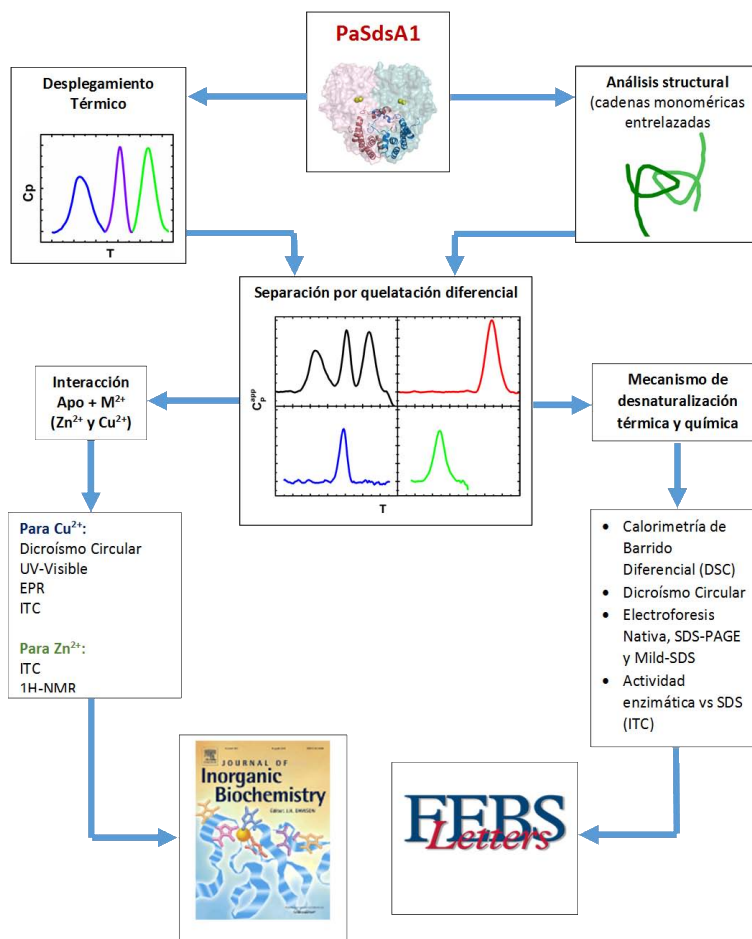 PaSdsA1
Desplegamiento
Térmico
Cp
T
Análisis structural
(cadenas monoméricas
entrelazadas
Separación por quelatación diferencial
Cₚᵃᵈᵈ
T
Interacción
Apo + M²⁺
(Zn²⁺ y Cu²⁺)
Mecanismo de
desnaturalización
térmica y química
Para Cu²⁺:
Dicroísmo Circular
UV-Visible
EPR
ITC
Para Zn²⁺:
ITC
1H-NMR
• Calorimetría de
Barrido
Diferencial (DSC)
• Dicroísmo Circular
• Electroforesis
Nativa, SDS-PAGE
y Mild-SDS
• Actividad
enzimática vs SDS
(ITC)
JOURNAL OF
Inorganic
Biochemistry
FEBS
Letters